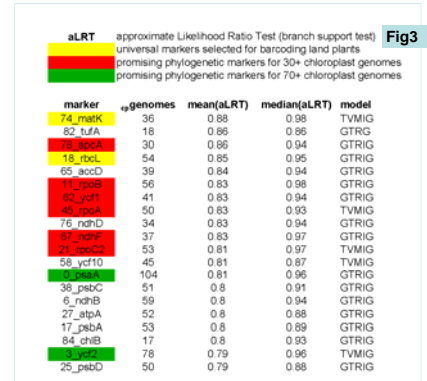 Fig3
aLRT approximate Likelihood Ratio Test (branch support test)
universal markers selected for barcoding land plants
promising phylogenetic markers for 30+ chloroplast genomes
promising phylogenetic markers for 70+ chloroplast genomes
marker cpgenomes mean(aLRT) median(aLRT) model
74_matK 36 0.88 0.98 TVMIG
82_tufA 18 0.86 0.86 GTRG
78_apcA 30 0.86 0.94 GTRIG
18_rbcL 54 0.85 0.95 GTRIG
65_accD 39 0.84 0.94 GTRIG
11_rpoB 56 0.83 0.98 GTRIG
62_ycf1 41 0.83 0.94 GTRIG
45_rpoA 50 0.83 0.93 TVMIG
76_ndhD 34 0.83 0.94 GTRIG
67_ndhF 37 0.83 0.97 GTRIG
21_rpoC2 53 0.81 0.97 TVMIG
58_ycf10 45 0.81 0.87 TVMIG
0_psaA 104 0.81 0.96 GTRIG
38_psbC 51 0.8 0.91 GTRIG
6_ndhB 59 0.8 0.94 GTRIG
27_atpA 52 0.8 0.88 GTRIG
17_psbA 53 0.8 0.89 GTRIG
84_chlB 17 0.8 0.93 GTRIG
3_ycf2 78 0.79 0.96 TVMIG
25_psbD 50 0.79 0.88 GTRIG